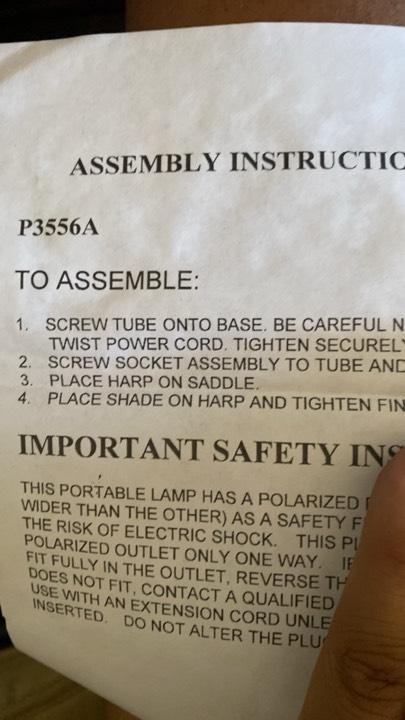 ASSEMBLY INSTRUCTIC
P3556A
TO ASSEMBLE:
1. SCREW TUBE ONTO BASE. BE CAREFUL N
TWIST POWER CORD. TIGHTEN SECUREL
2. SCREW SOCKET ASSEMBLY TO TUBE AND
3. PLACE HARP ON SADDLE.
4. PLACE SHADE ON HARP AND TIGHTEN FIN
IMPORTANT SAFETY INS
THIS PORTABLE LAMP HAS A POLARIZED
WIDER THAN THE OTHER) AS A SAFETY F
THE RISK OF ELECTRIC SHOCK. THIS PL
POLARIZED OUTLET ONLY ONE WAY. IF
FIT FULLY IN THE OUTLET, REVERSE TH
DOES NOT FIT, CONTACT A QUALIFIED
USE WITH AN EXTENSION CORD UNLE
INSERTED. DO NOT ALTER THE PLU